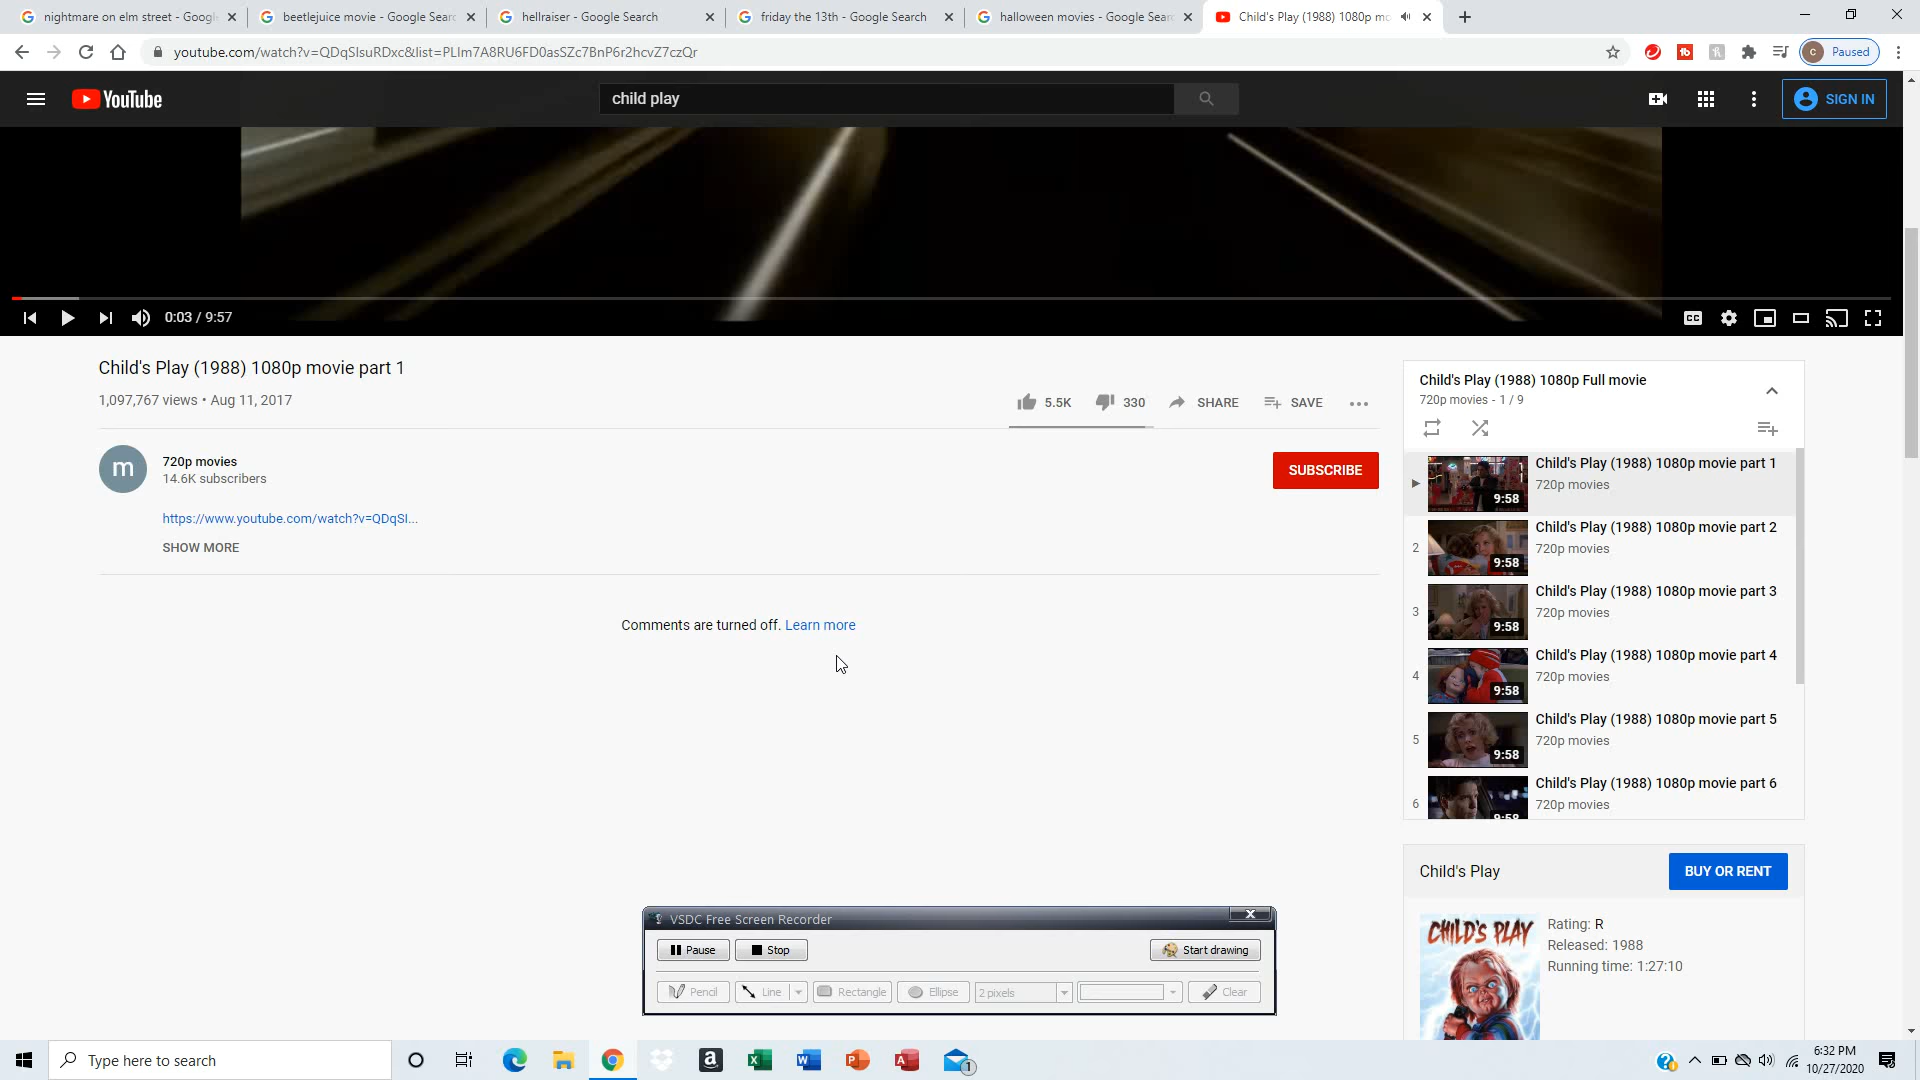 nightmare on elm street - Googl
beetlejuice movie - Google Searc
hellraiser - Google Search
friday the 13th - Google Search
halloween movies - Google Searc
Child's Play (1988) 1080p mo
youtube.com/watch?v=QDqSIsuRDxc&list=PLIm7A8RU6FD0asSZc7BnP6r2hcvZ7czQr
Paused
YouTube
child play
SIGN IN
0:03 / 9:57
CC
Child's Play (1988) 1080p movie part 1
1,097,767 views • Aug 11, 2017
5.5K
330
SHARE
SAVE
m
720p movies
14.6K subscribers
SUBSCRIBE
https://www.youtube.com/watch?v=QDqSI...
SHOW MORE
Comments are turned off. Learn more
Child's Play (1988) 1080p Full movie
720p movies - 1 / 9
Child's Play (1988) 1080p movie part 1
720p movies
9:58
2
Child's Play (1988) 1080p movie part 2
720p movies
9:58
3
Child's Play (1988) 1080p movie part 3
720p movies
9:58
4
Child's Play (1988) 1080p movie part 4
720p movies
9:58
5
Child's Play (1988) 1080p movie part 5
720p movies
9:58
6
Child's Play (1988) 1080p movie part 6
720p movies
9:58
Child's Play
BUY OR RENT
CHILD'S PLAY
Rating: R
Released: 1988
Running time: 1:27:10
VSDC Free Screen Recorder
Pause
Stop
Start drawing
Pencil
Line
Rectangle
Ellipse
2 pixels
Clear
Type here to search
1
6:32 PM
10/27/2020